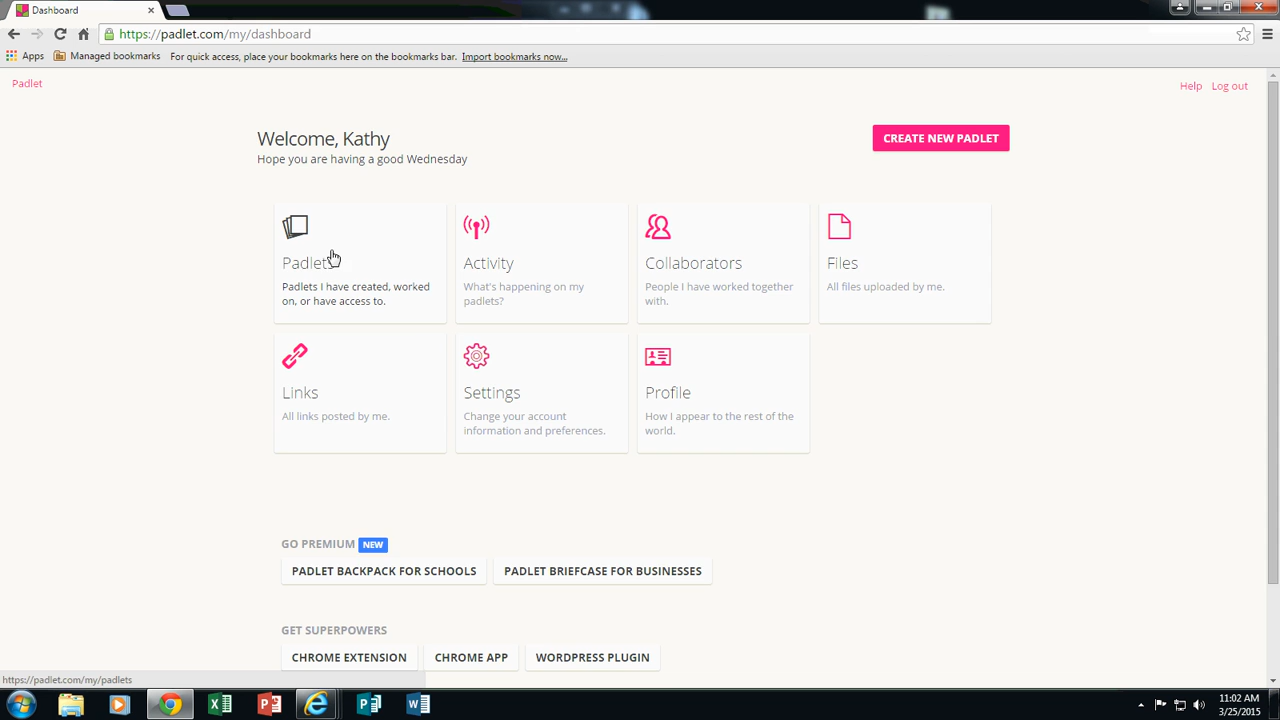 Dashboard
https://padlet.com/my/dashboard
Apps Managed bookmarks For quick access, place your bookmarks here on the bookmarks bar. Import bookmarks now...
Padlet
Help Log out
Welcome, Kathy
Hope you are having a good Wednesday
CREATE NEW PADLET
Padlets
Padlets I have created, worked
on, or have access to.
Activity
What's happening on my
padlets?
Collaborators
People I have worked together
with.
Files
All files uploaded by me.
Links
All links posted by me.
Settings
Change your account
information and preferences.
Profile
How I appear to the rest of the
world.
GO PREMIUM NEW
PADLET BACKPACK FOR SCHOOLS PADLET BRIEFCASE FOR BUSINESSES
GET SUPERPOWERS
CHROME EXTENSION CHROME APP WORDPRESS PLUGIN
https://padlet.com/my/padlets
11:02 AM
3/25/2015